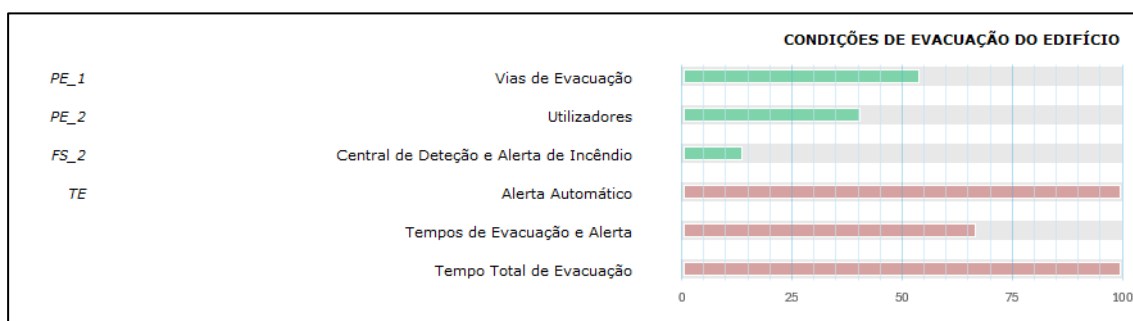 CONDIÇÕES DE EVACUAÇÃO DO EDIFÍCIO
PE_1 Vias de Evacuação
PE_2 Utilizadores
FS_2 Central de Deteção e Alerta de Incêndio
TE Alerta Automático
Tempos de Evacuação e Alerta
Tempo Total de Evacuação
0 25 50 75 100